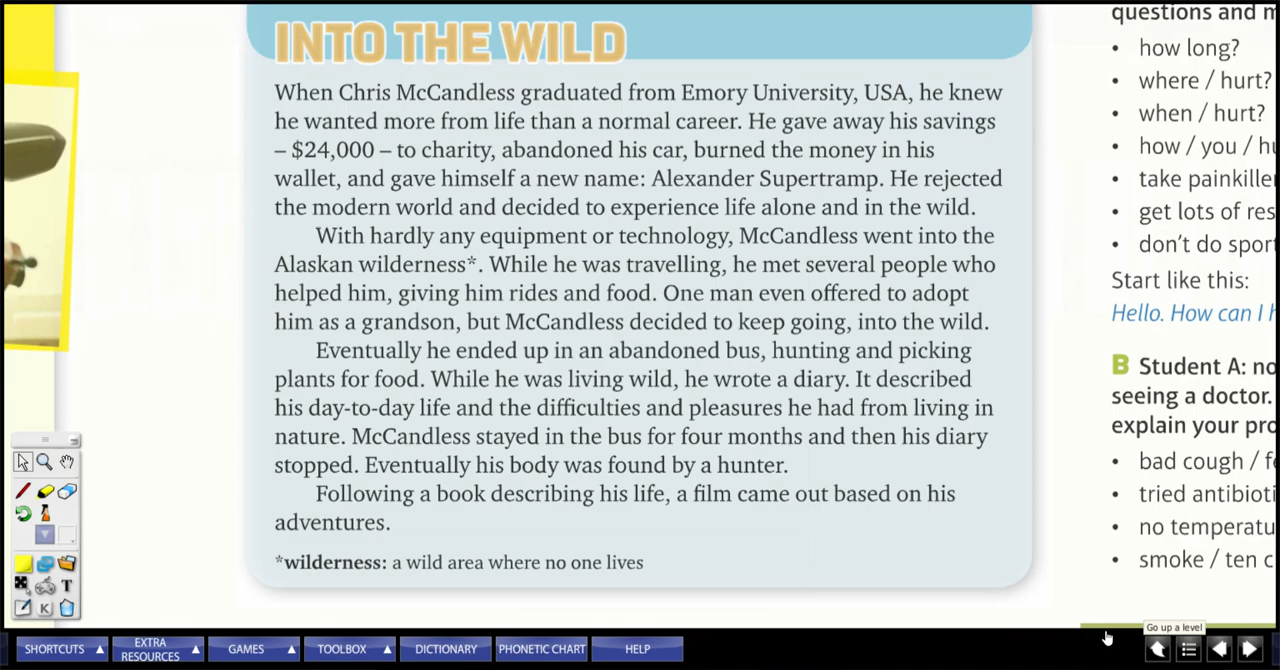 INTO THE WILD
When Chris McCandless graduated from Emory University, USA, he knew
he wanted more from life than a normal career. He gave away his savings
– $24,000 – to charity, abandoned his car, burned the money in his
wallet, and gave himself a new name: Alexander Supertramp. He rejected
the modern world and decided to experience life alone and in the wild.
With hardly any equipment or technology, McCandless went into the
Alaskan wilderness*. While he was travelling, he met several people who
helped him, giving him rides and food. One man even offered to adopt
him as a grandson, but McCandless decided to keep going, into the wild.
Eventually he ended up in an abandoned bus, hunting and picking
plants for food. While he was living wild, he wrote a diary. It described
his day-to-day life and the difficulties and pleasures he had from living in
nature. McCandless stayed in the bus for four months and then his diary
stopped. Eventually his body was found by a hunter.
Following a book describing his life, a film came out based on his
adventures.
*wilderness: a wild area where no one lives
questions and
• how long?
• where / hurt?
• when / hurt?
• how / you /
• take
• get lots of
• don't do
Start like this:
Hello. How can I
B Student A:
seeing a doctor.
explain your
• bad cough /
• tried
• no
• smoke / ten
T
K
Go up a level
SHORTCUTS
EXTRA
RESOURCES
GAMES
TOOLBOX
DICTIONARY
PHONETIC CHART
HELP